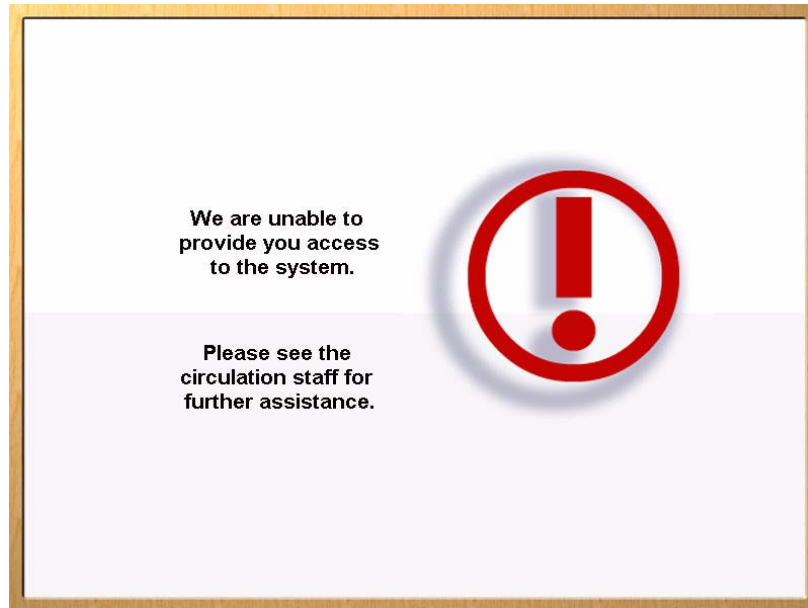 We are unable to
provide you access
to the system.
Please see the
circulation staff for
further assistance.